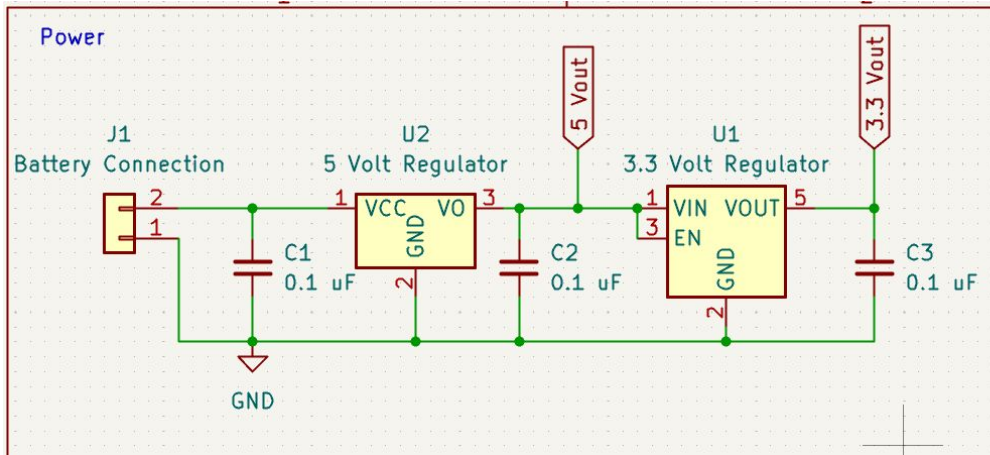 Power
J1
Battery Connection
2
1
C1
0.1 uF
GND
U2
5 Volt Regulator
1
VCC
VO
3
GND
2
C2
0.1 uF
5 Vout
U1
3.3 Volt Regulator
1
VIN
VOUT
5
3
EN
GND
2
3.3 Vout
C3
0.1 uF